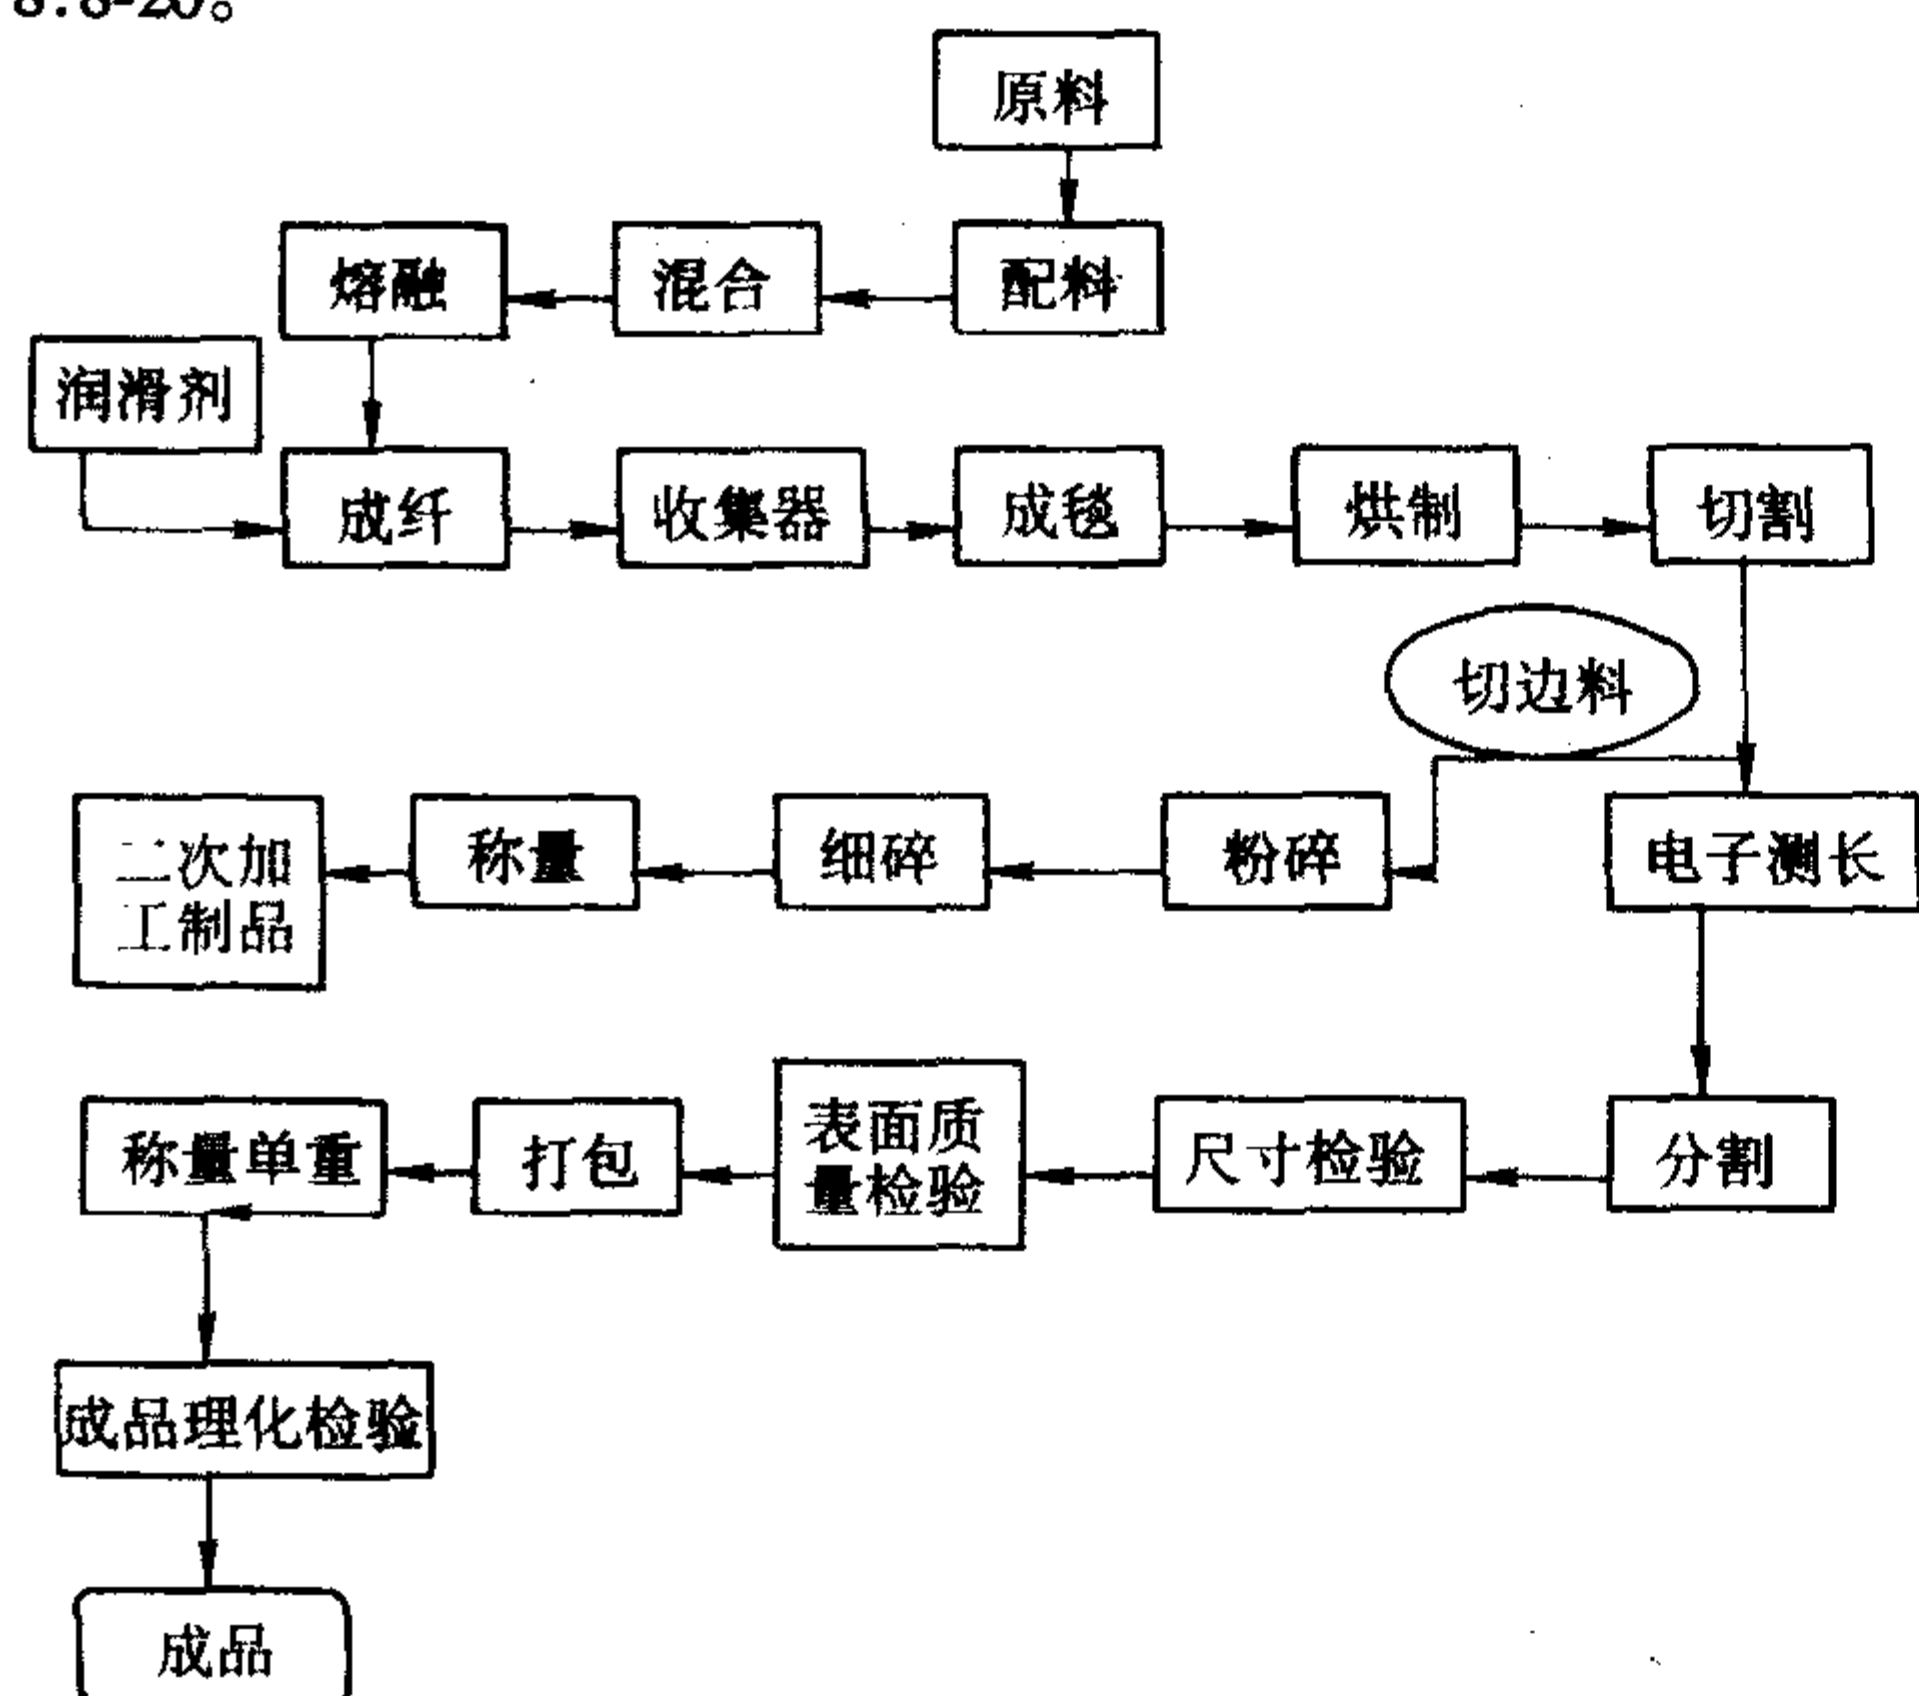 8.8-20。
原料
熔融
混合
配料
润滑剂
成纤
收集器
成毯
烘制
切割
切边料
二次加
工制品
称量
细碎
粉碎
电子测长
称量单重
打包
表面质
量检验
尺寸检验
分割
成品理化检验
成品